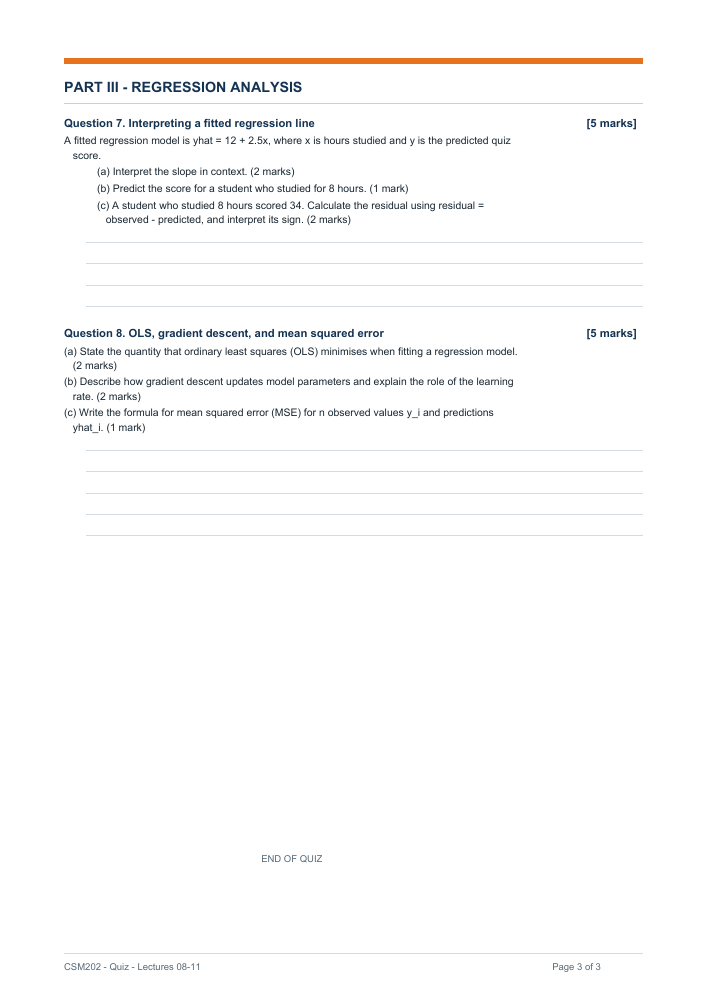 PART III - REGRESSION ANALYSIS
Question 7. Interpreting a fitted regression line [5 marks]
A fitted regression model is yhat = 12 + 2.5x, where x is hours studied and y is the predicted quiz
score.
(a) Interpret the slope in context. (2 marks)
(b) Predict the score for a student who studied for 8 hours. (1 mark)
(c) A student who studied 8 hours scored 34. Calculate the residual using residual =
observed - predicted, and interpret its sign. (2 marks)
Question 8. OLS, gradient descent, and mean squared error [5 marks]
(a) State the quantity that ordinary least squares (OLS) minimises when fitting a regression model.
(2 marks)
(b) Describe how gradient descent updates model parameters and explain the role of the learning
rate. (2 marks)
(c) Write the formula for mean squared error (MSE) for n observed values y_i and predictions
yhat_i. (1 mark)
END OF QUIZ
CSM202 - Quiz - Lectures 08-11 Page 3 of 3